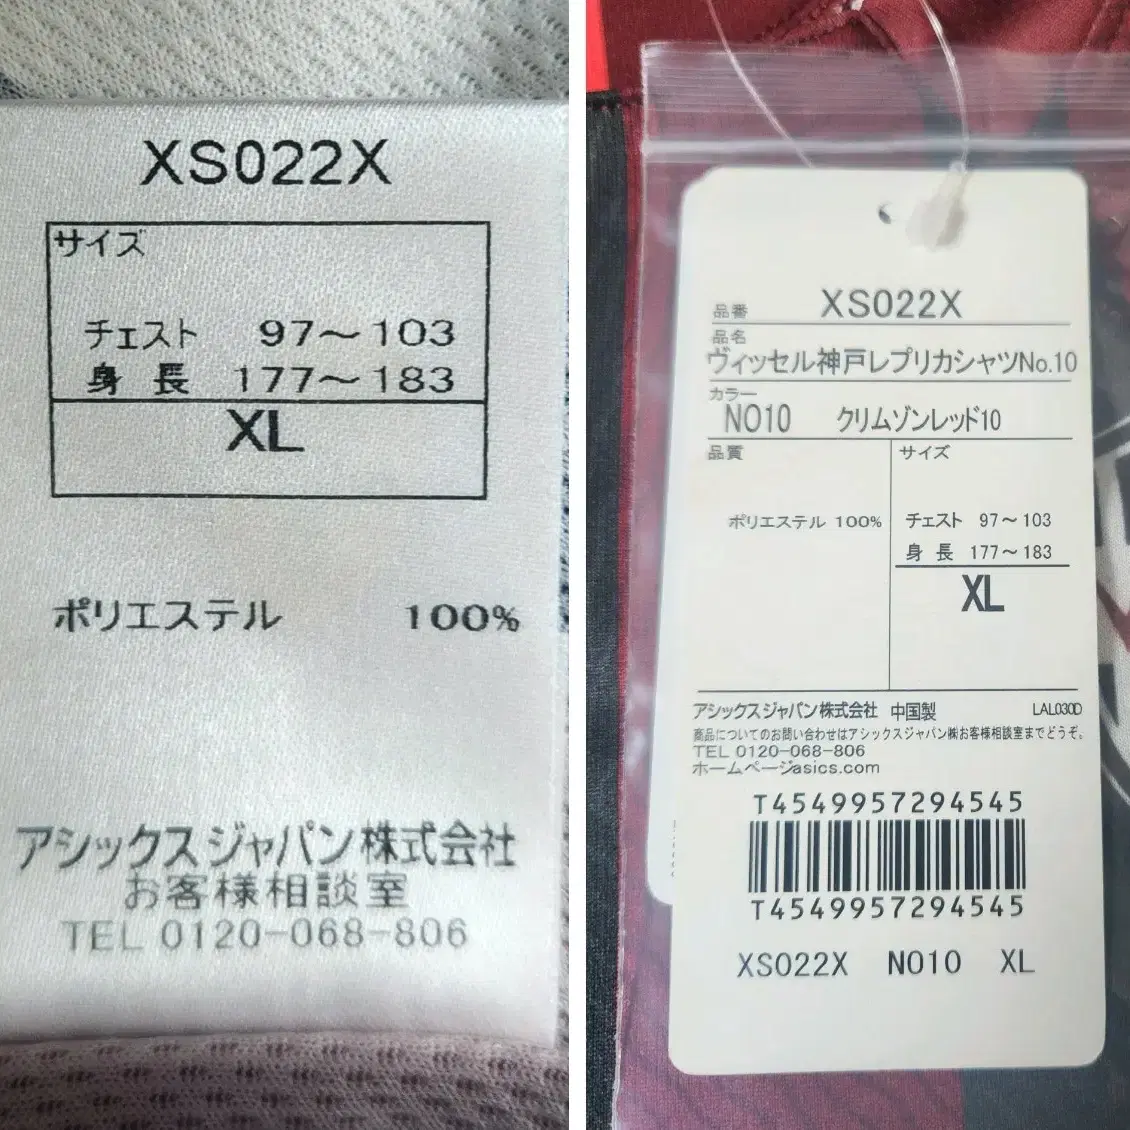 XS022X
サイズ
チェスト 97～103
身 長 177～183
XL
ポリエステル 100%
アシックスジャパン株式会社
お客様相談室
TEL 0120-068-806
品番 XS022X
品名
ヴィッセル神戸レプリカシャツNo.10
カラー
NO10 クリムゾンレッド10
品質
ポリエステル 100%
サイズ
チェスト 97～103
身 長 177～183
XL
アシックスジャパン株式会社 中国製 LAL030D
商品についてのお問い合わせはアシックスジャパン㈱お客様相談室までどうぞ。
TEL 0120-068-806
ホームページasics.com
T4549957294545
T4549957294545
XS022X NO10 XL